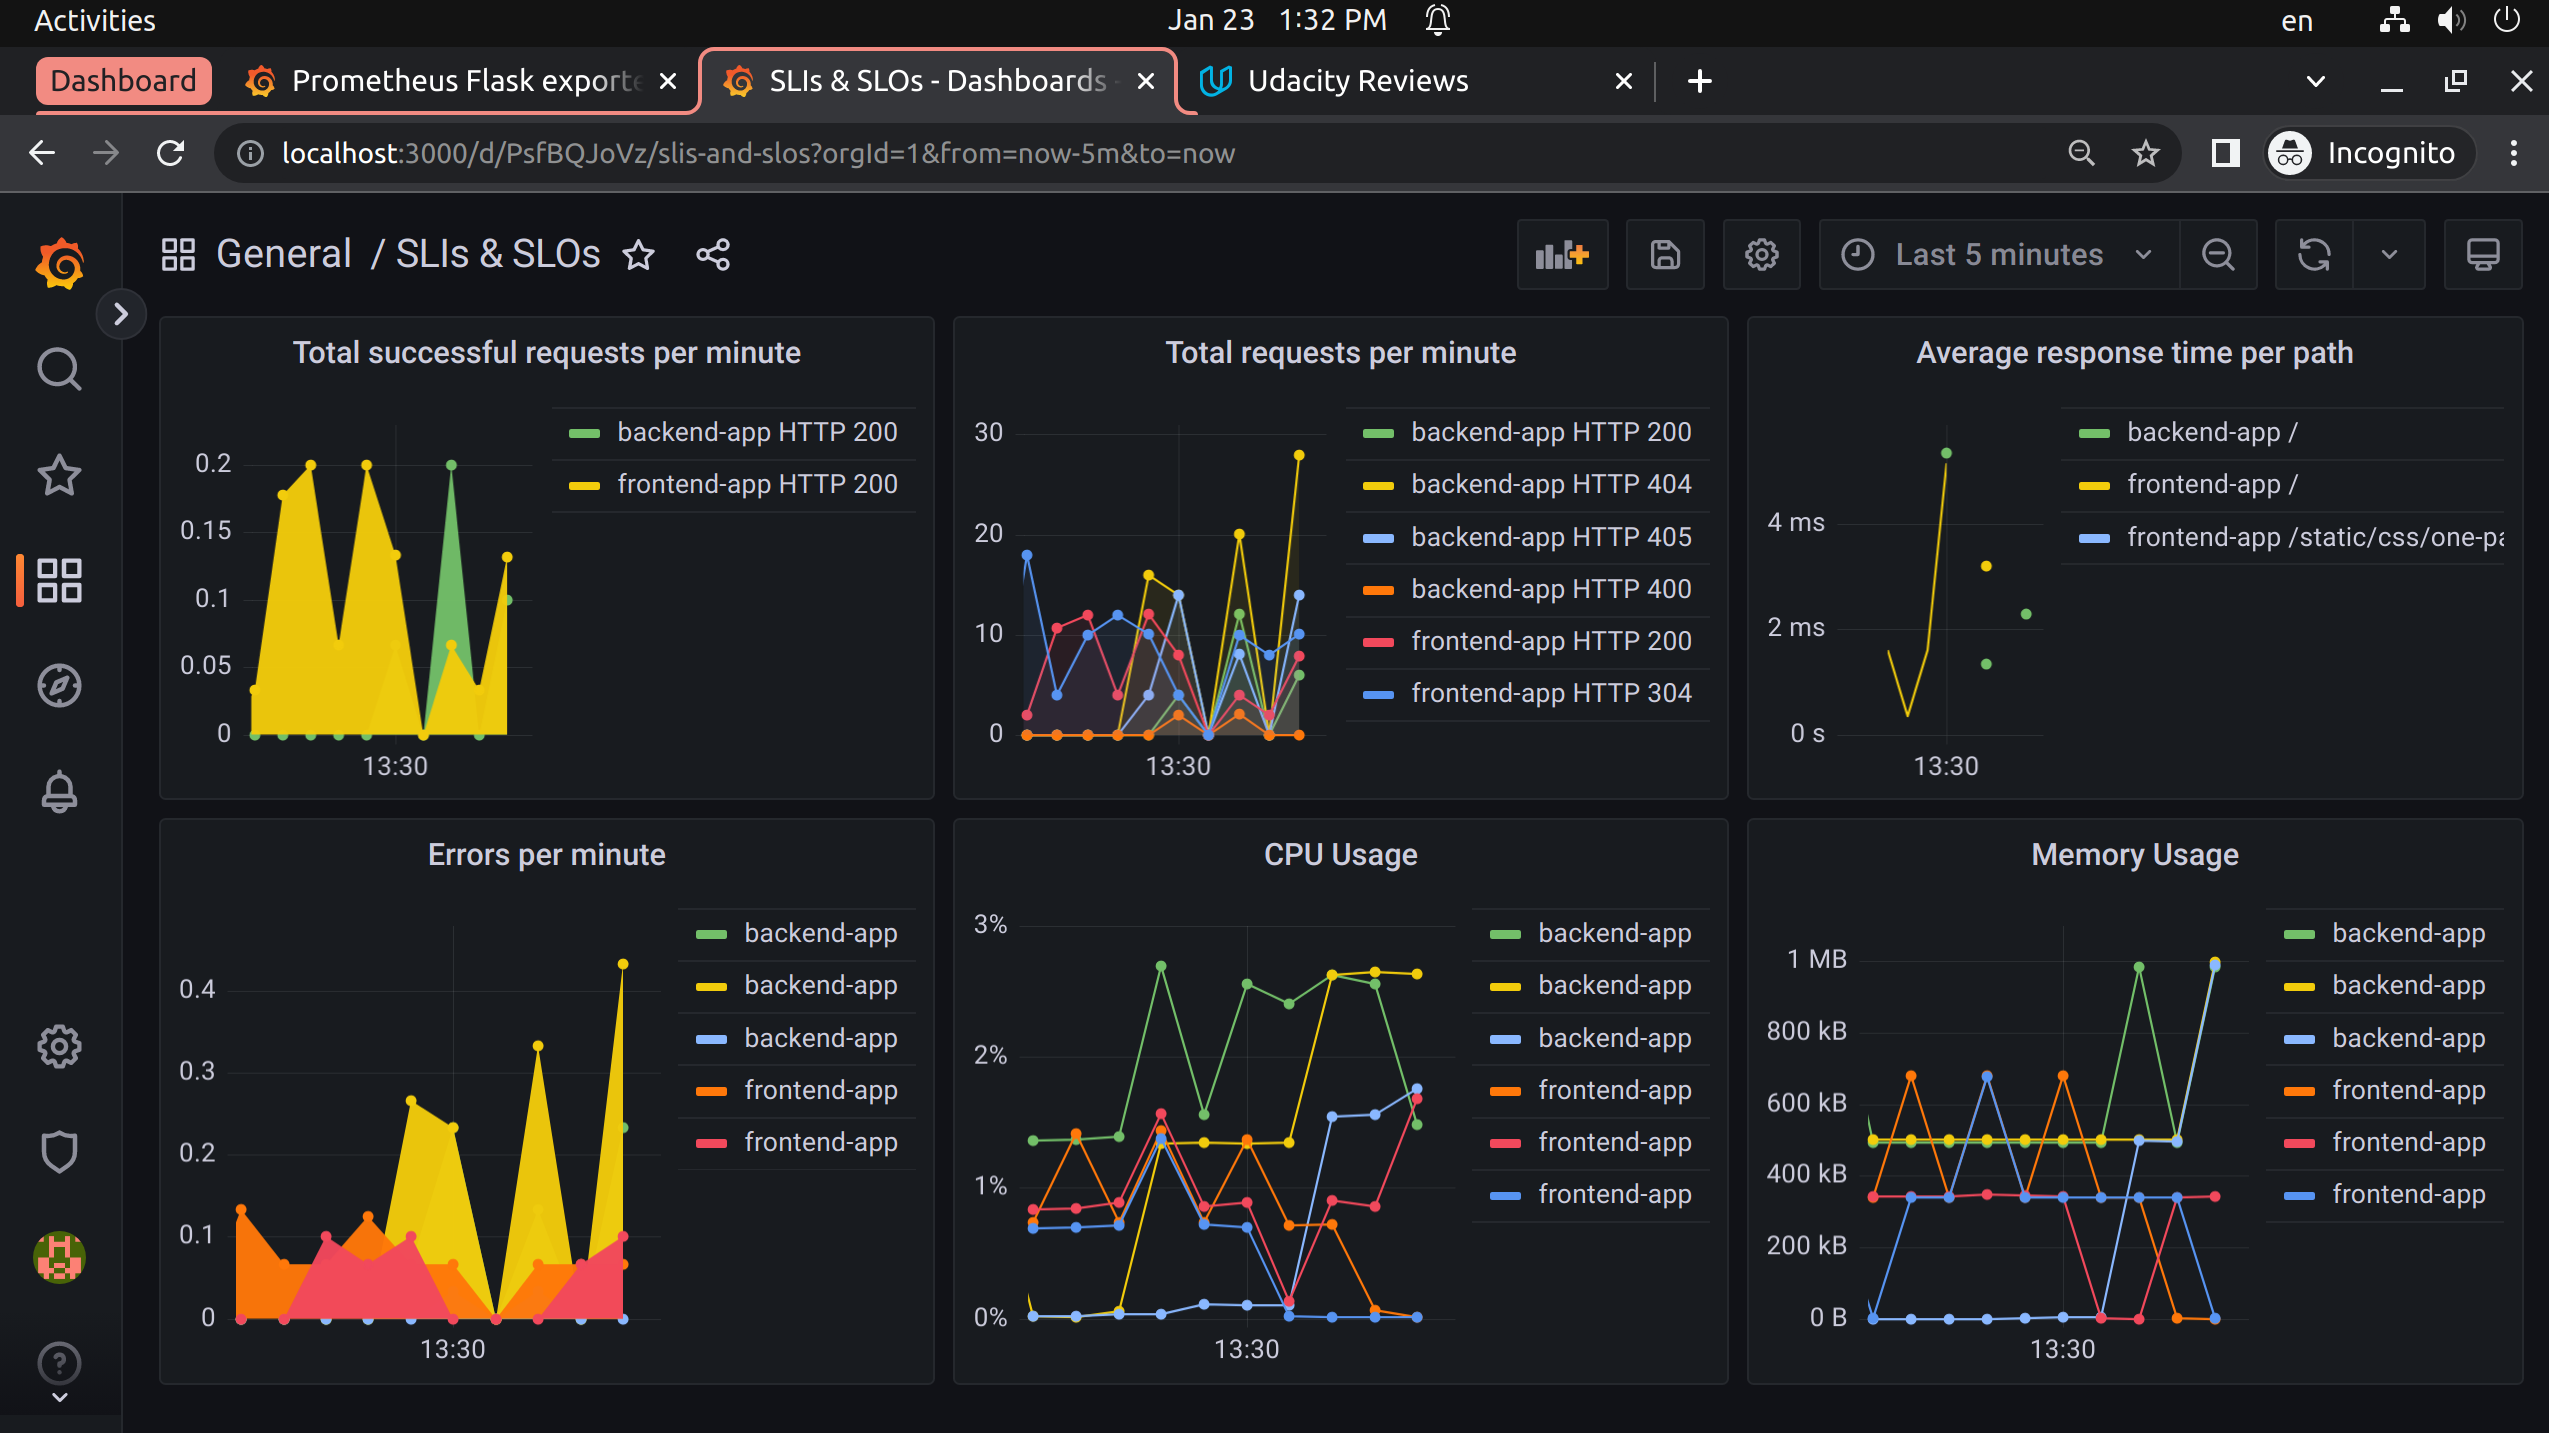 Activities
Jan 23 1:32 PM
en
Dashboard
Prometheus Flask exporte
SLIs & SLOs - Dashboards -
Udacity Reviews
localhost:3000/d/PsfBQJoVz/slis-and-slos?orgId=1&from=now-5m&to=now
Incognito
General / SLIs & SLOs
Last 5 minutes
Total successful requests per minute
0.2
0.15
0.1
0.05
0
13:30
backend-app HTTP 200
frontend-app HTTP 200
Total requests per minute
30
20
10
0
13:30
backend-app HTTP 200
backend-app HTTP 404
backend-app HTTP 405
backend-app HTTP 400
frontend-app HTTP 200
frontend-app HTTP 304
Average response time per path
4 ms
2 ms
0 s
13:30
backend-app /
frontend-app /
frontend-app /static/css/one-pa
Errors per minute
0.4
0.3
0.2
0.1
0
13:30
backend-app
backend-app
backend-app
frontend-app
frontend-app
CPU Usage
3%
2%
1%
0%
13:30
backend-app
backend-app
backend-app
frontend-app
frontend-app
frontend-app
Memory Usage
1 MB
800 kB
600 kB
400 kB
200 kB
0 B
13:30
backend-app
backend-app
backend-app
frontend-app
frontend-app
frontend-app